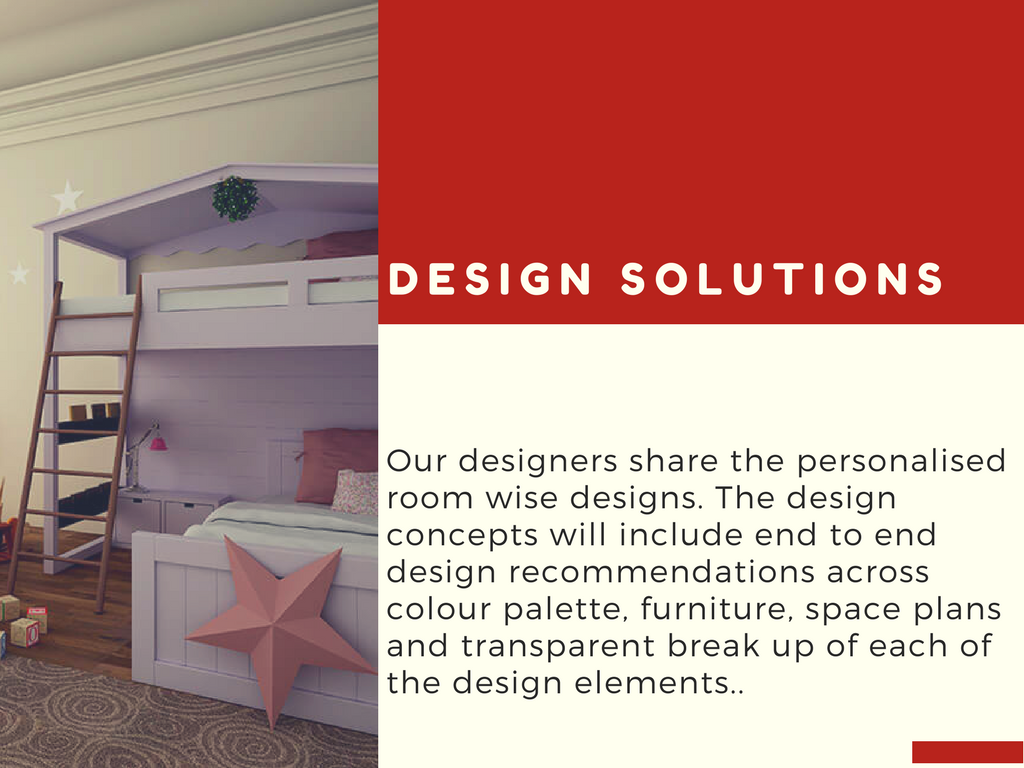 DESIGN SOLUTIONS
Our designers share the personalised
room wise designs. The design
concepts will include end to end
design recommendations across
colour palette, furniture, space plans
and transparent break up of each of
the design elements..